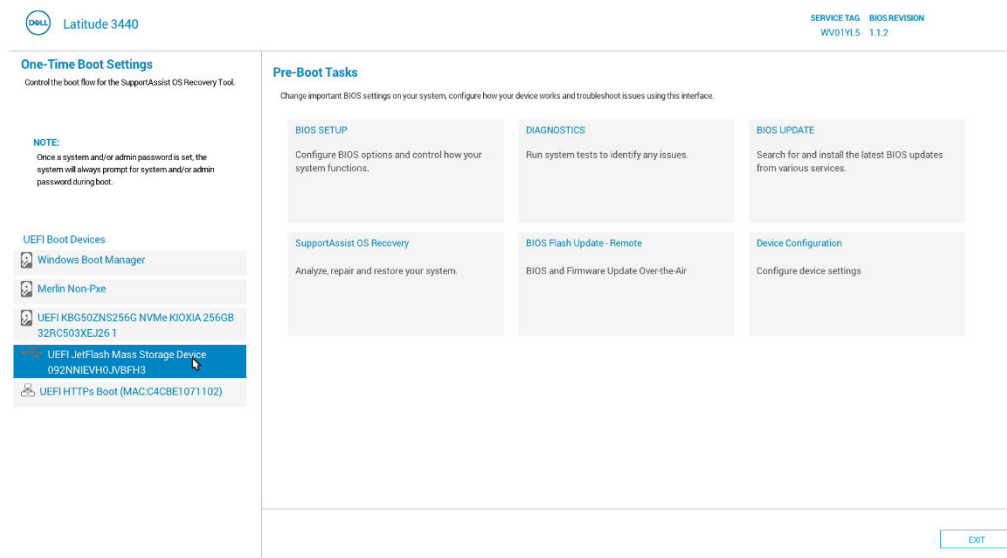 DELL
Latitude 3440
SERVICE TAG BIOS REVISION
WV01YL5 1.1.2
One-Time Boot Settings
Control the boot flow for the SupportAssist OS Recovery Tool.
NOTE:
Once a system and/or admin password is set, the
system will always prompt for system and/or admin
password during boot.
UEFI Boot Devices
Windows Boot Manager
Merlin Non-Pxe
UEFI KBG50ZNS256G NVMe KIOXIA 256GB
32RC503XEJ26 1
UEFI JetFlash Mass Storage Device
092NNIEVH0JVBFH3
UEFI HTTPs Boot (MAC:C4CBE1071102)
Pre-Boot Tasks
Change important BIOS settings on your system, configure how your device works and troubleshoot issues using this interface.
BIOS SETUP
Configure BIOS options and control how your
system functions.
DIAGNOSTICS
Run system tests to identify any issues.
BIOS UPDATE
Search for and install the latest BIOS updates
from various services.
SupportAssist OS Recovery
Analyze, repair and restore your system.
BIOS Flash Update - Remote
BIOS and Firmware Update Over-the-Air
Device Configuration
Configure device settings
EXIT